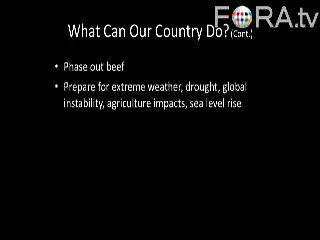 FORA.tv
What Can Our Country Do? (Cont.)
• Phase out beef
• Prepare for extreme weather, drought, global
instability, agriculture impacts, sea level rise